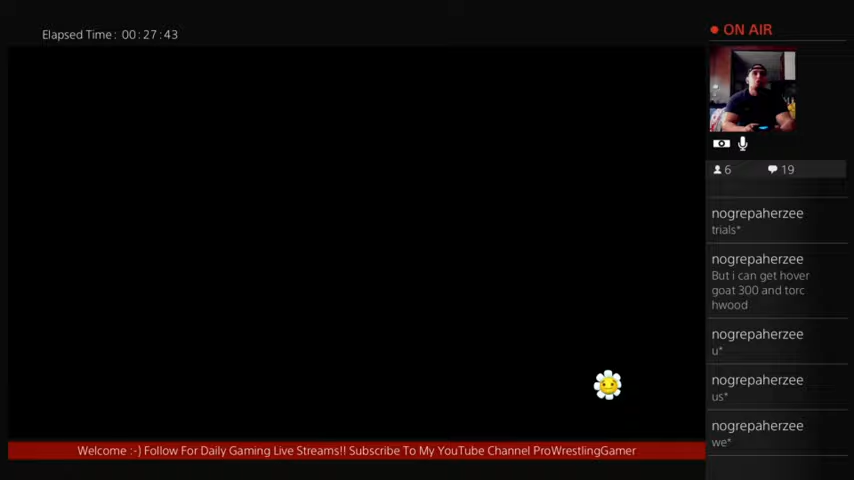 Elapsed Time: 00:27:43
ON AIR
6 19
nogrepaherzee
trials*
nogrepaherzee
But i can get hover
goat 300 and torc
hwood
nogrepaherzee
u*
nogrepaherzee
us*
nogrepaherzee
we*
Welcome :-) Follow For Daily Gaming Live Streams!! Subscribe To My YouTube Channel ProWrestlingGamer